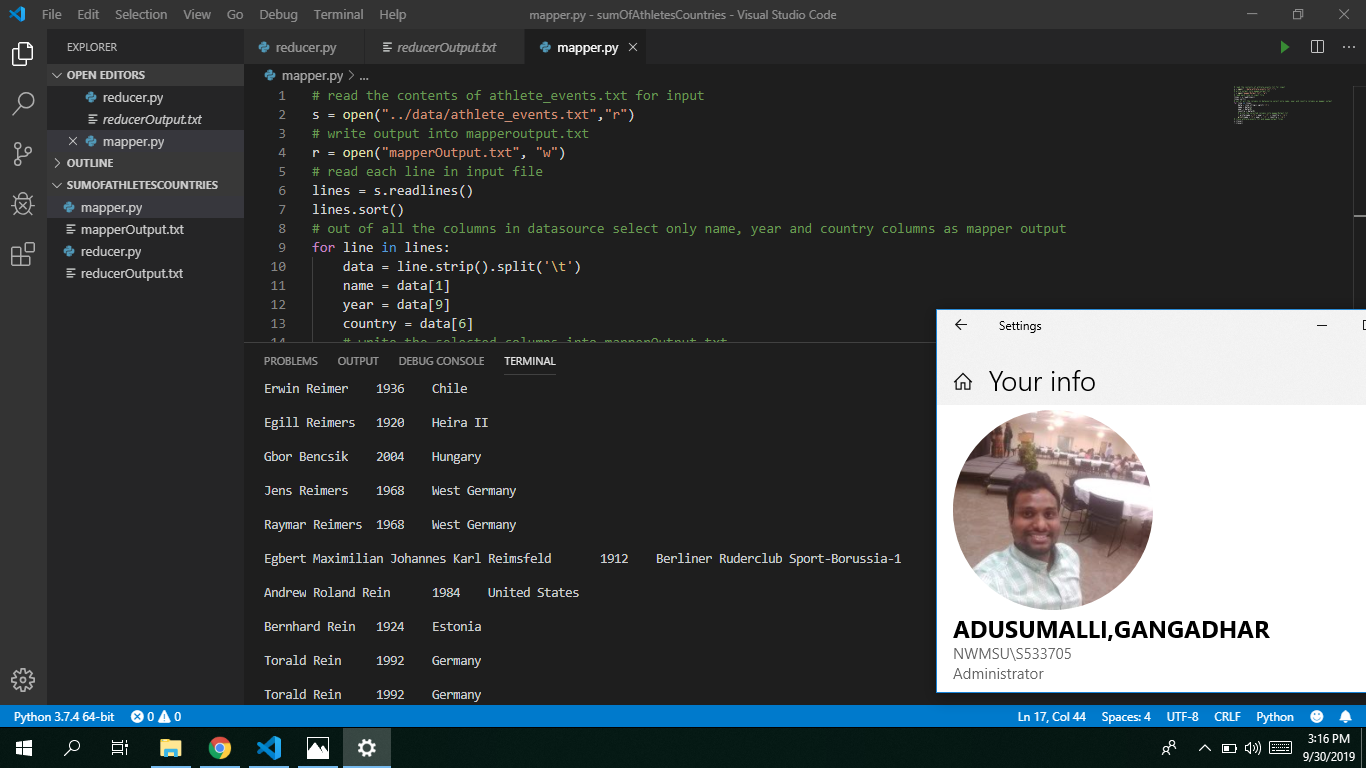 File Edit Selection View Go Debug Terminal Help
mapper.py - sumOfAthletesCountries - Visual Studio Code
EXPLORER
OPEN EDITORS
reducer.py
reducerOutput.txt
mapper.py
OUTLINE
SUMOFATHLETESCOUNTRIES
mapper.py
mapperOutput.txt
reducer.py
reducerOutput.txt
reducer.py reducerOutput.txt mapper.py
mapper.py > ...
1 # read the contents of athlete_events.txt for input
2 s = open("../data/athlete_events.txt","r")
3 # write output into mapperoutput.txt
4 r = open("mapperOutput.txt", "w")
5 # read each line in input file
6 lines = s.readlines()
7 lines.sort()
8 # out of all the columns in datasource select only name, year and country columns as mapper output
9 for line in lines:
10 data = line.strip().split('\t')
11 name = data[1]
12 year = data[9]
13 country = data[6]
14 # write the selected columns into mapperOutput.txt
PROBLEMS OUTPUT DEBUG CONSOLE TERMINAL
Erwin Reimer 1936 Chile
Egill Reimers 1920 Heira II
Gbor Bencsik 2004 Hungary
Jens Reimers 1968 West Germany
Raymar Reimers 1968 West Germany
Egbert Maximilian Johannes Karl Reimsfeld 1912 Berliner Ruderclub Sport-Borussia-1
Andrew Roland Rein 1984 United States
Bernhard Rein 1924 Estonia
Torald Rein 1992 Germany
Torald Rein 1992 Germany
Settings
Your info
ADUSUMALLI,GANGADHAR
NWMSU\S533705
Administrator
Python 3.7.4 64-bit 0 0
Ln 17, Col 44 Spaces: 4 UTF-8 CRLF Python
3:16 PM
9/30/2019